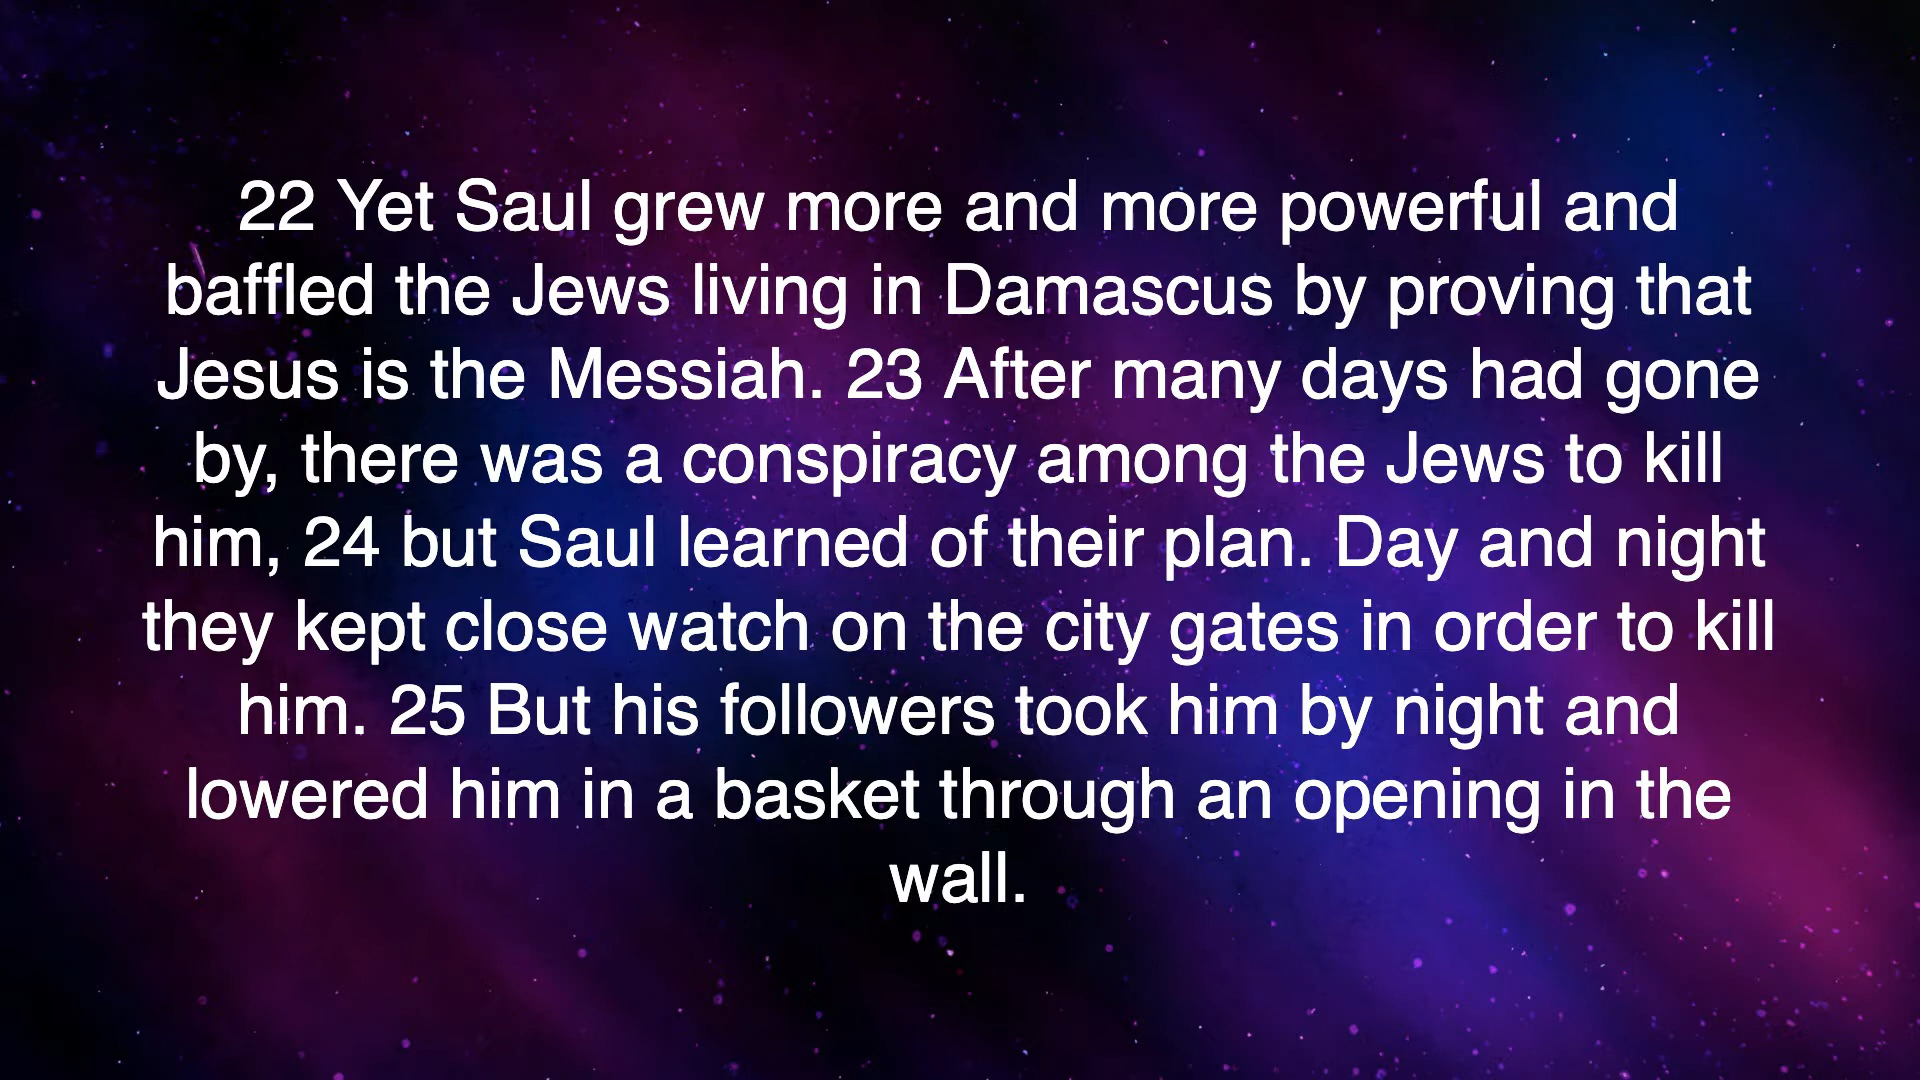 22 Yet Saul grew more and more powerful and
baffled the Jews living in Damascus by proving that
Jesus is the Messiah. 23 After many days had gone
by, there was a conspiracy among the Jews to kill
him, 24 but Saul learned of their plan. Day and night
they kept close watch on the city gates in order to kill
him. 25 But his followers took him by night and
lowered him in a basket through an opening in the
wall.